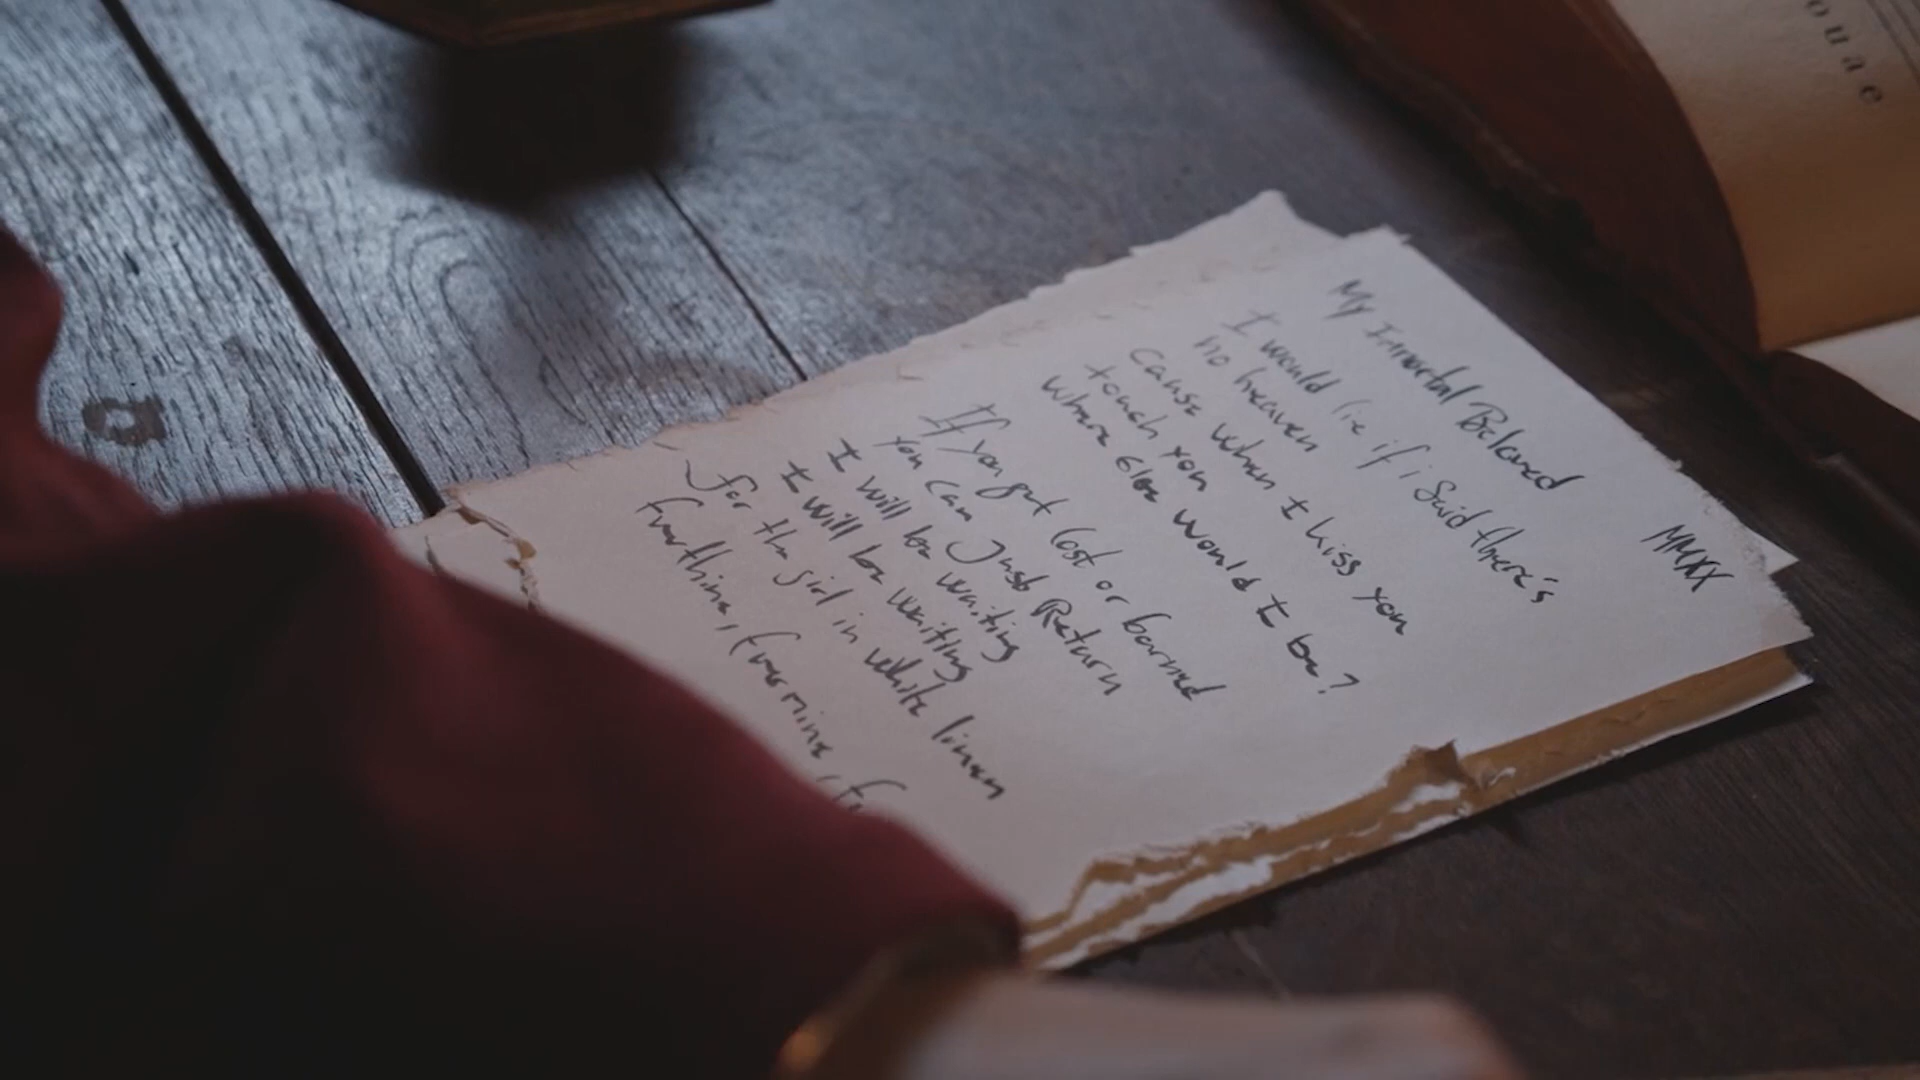 MMXX
My Immortal Beloved
I would lie if i said there's
no heaven
Cause when I kiss you
touch you
where else would I be?
If you get lost or
you can just Return
I will be waiting
I will be waiting
for the girl in white linen
ouae